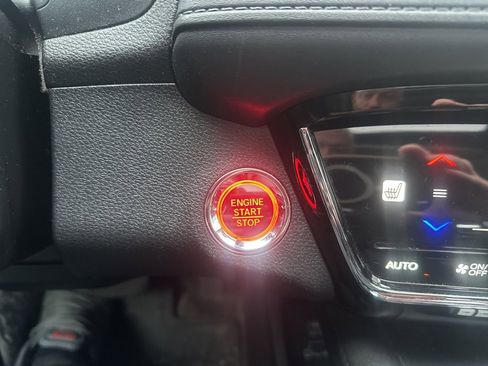 ENGINE
START
STOP
AUTO
ON/
OFF